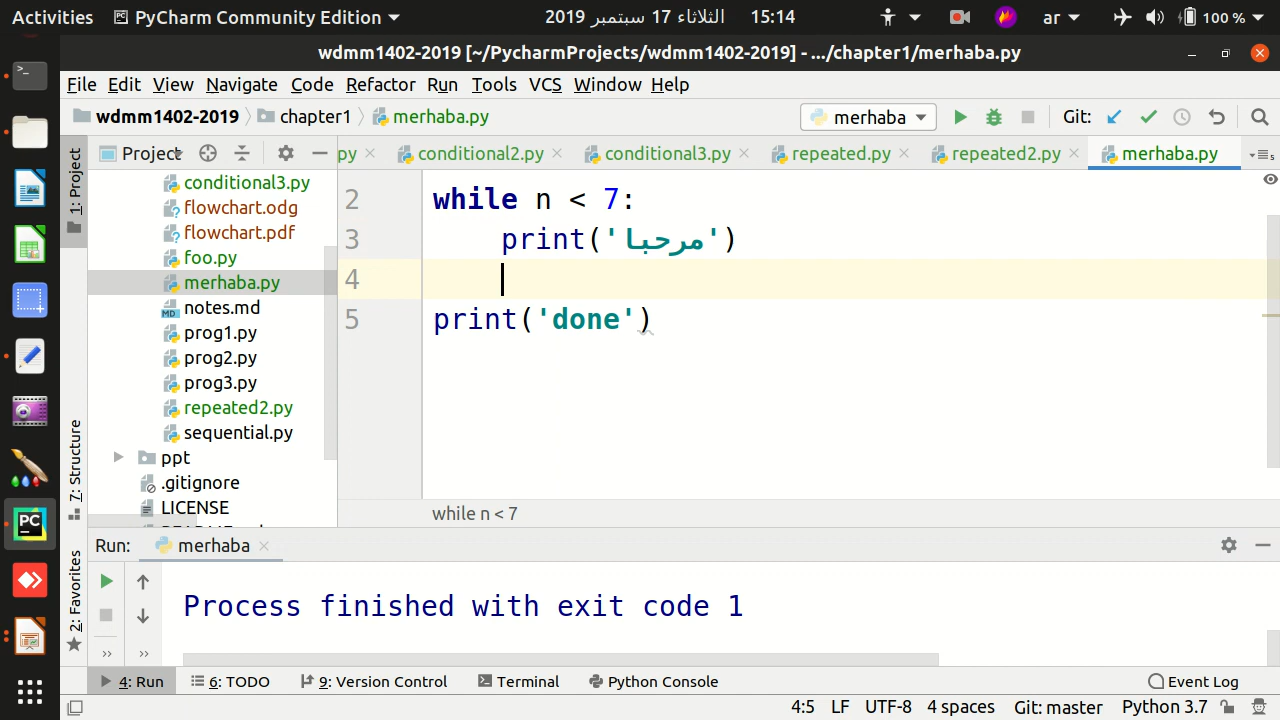 Activities PyCharm Community Edition الثلاثاء 17 سبتمبر 2019 15:14 ar 100 %
wdmm1402-2019 [~/PycharmProjects/wdmm1402-2019] - .../chapter1/merhaba.py
File Edit View Navigate Code Refactor Run Tools VCS Window Help
wdmm1402-2019 chapter1 merhaba.py merhaba Git:
1: Project
Project
py conditional2.py conditional3.py repeated.py repeated2.py merhaba.py
conditional3.py
flowchart.odg
flowchart.pdf
foo.py
merhaba.py
notes.md
prog1.py
prog2.py
prog3.py
repeated2.py
sequential.py
ppt
.gitignore
LICENSE
2 while n < 7:
3 print('مرحبا')
4
5 print('done')
while n < 7
7: Structure
2: Favorites
Run: merhaba
Process finished with exit code 1
4: Run 6: TODO 9: Version Control Terminal Python Console Event Log
4:5 LF UTF-8 4 spaces Git: master Python 3.7